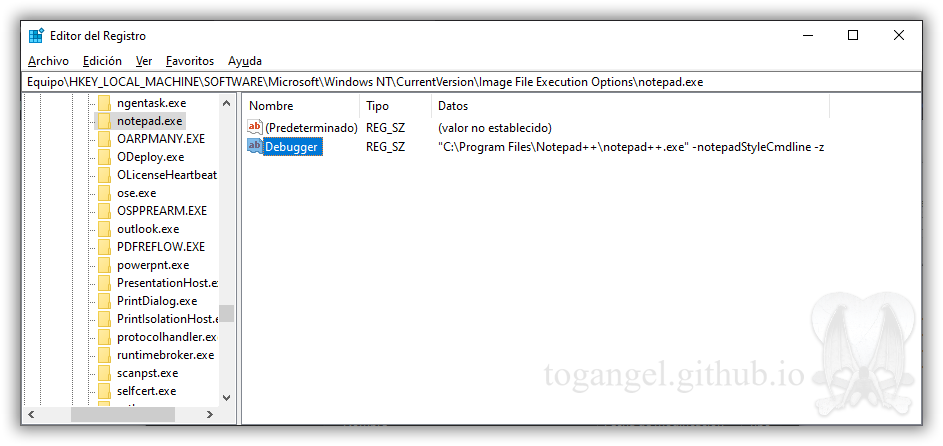 Editor del Registro
Archivo Edición Ver Favoritos Ayuda
Equipo\HKEY_LOCAL_MACHINE\SOFTWARE\Microsoft\Windows NT\CurrentVersion\Image File Execution Options\notepad.exe
ngentask.exe
notepad.exe
OARPMANY.EXE
ODeploy.exe
OLicenseHeartbeat
ose.exe
OSPPREARM.EXE
outlook.exe
PDFREFLOW.EXE
powerpnt.exe
PresentationHost.ex
PrintDialog.exe
PrintIsolationHost.e
protocolhandler.ex
runtimebroker.exe
scanpst.exe
selfcert.exe
Nombre Tipo Datos
ab (Predeterminado) REG_SZ (valor no establecido)
ab Debugger REG_SZ "C:\Program Files\Notepad++\notepad++.exe" -notepadStyleCmdline -z
togangel.github.io